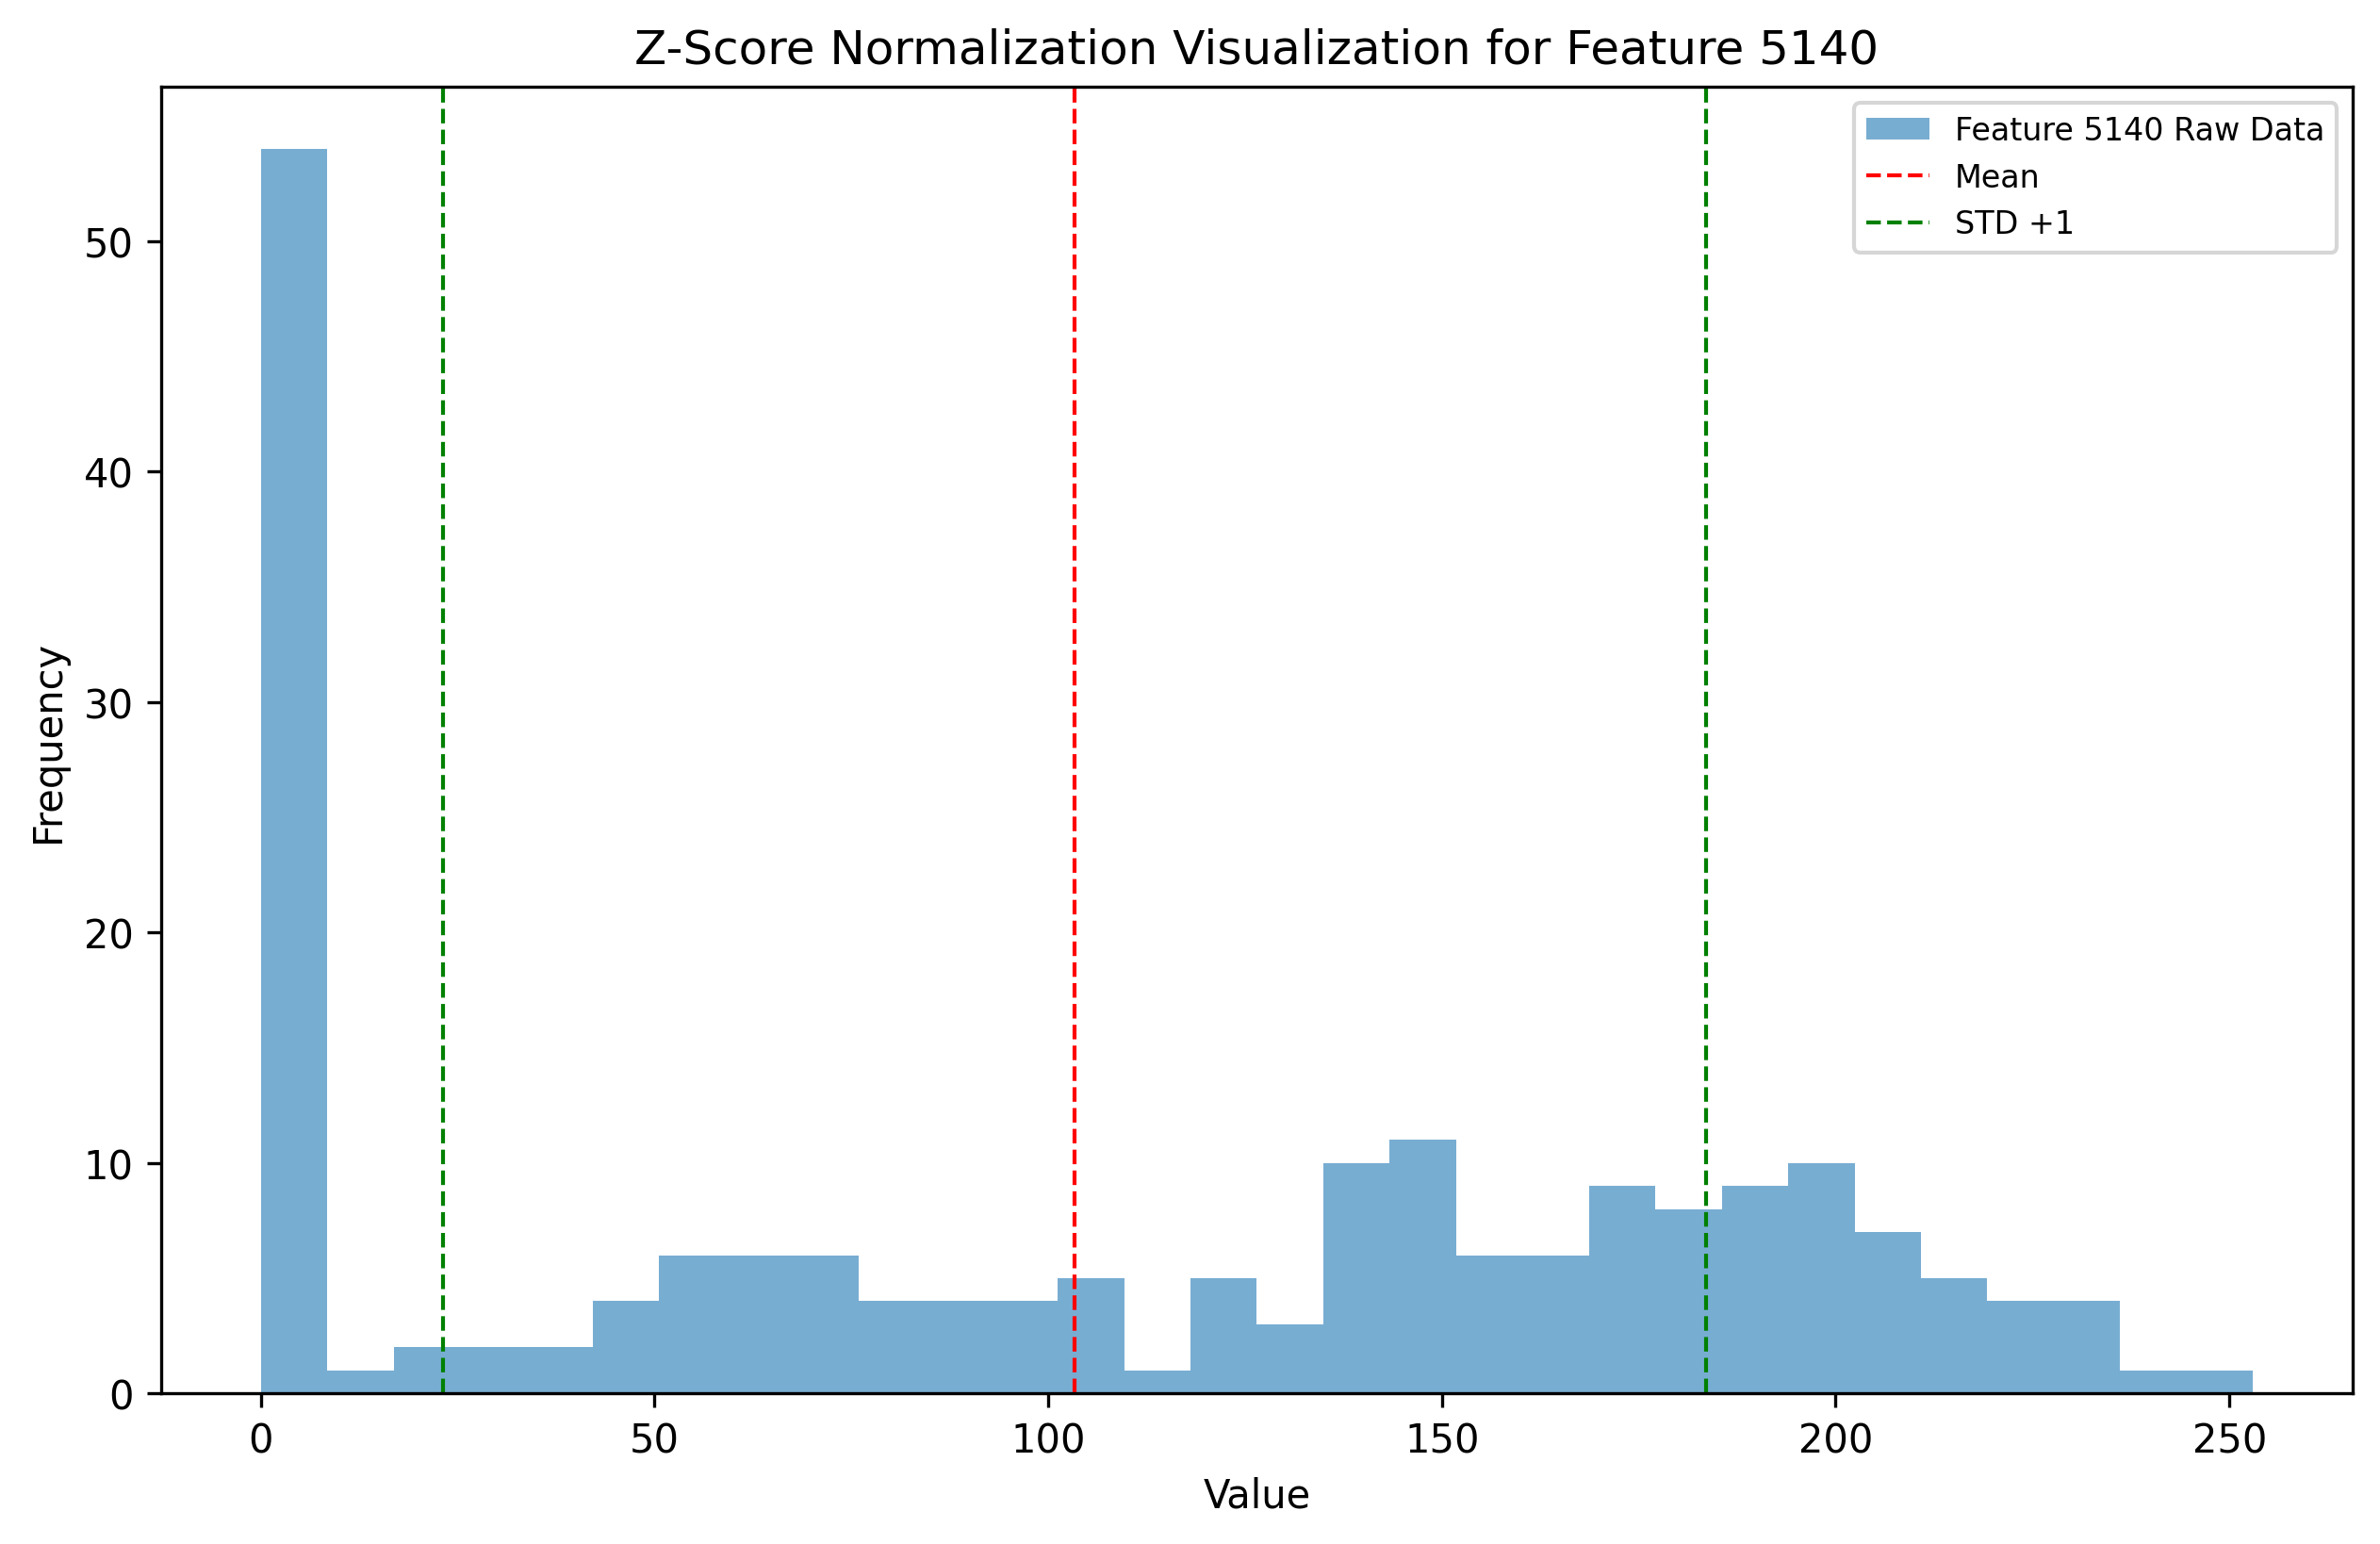 Z-Score Normalization Visualization for Feature 5140
Feature 5140 Raw Data
Mean
STD +1
Frequency
50
40
30
20
10
0
0 50 100 150 200 250
Value